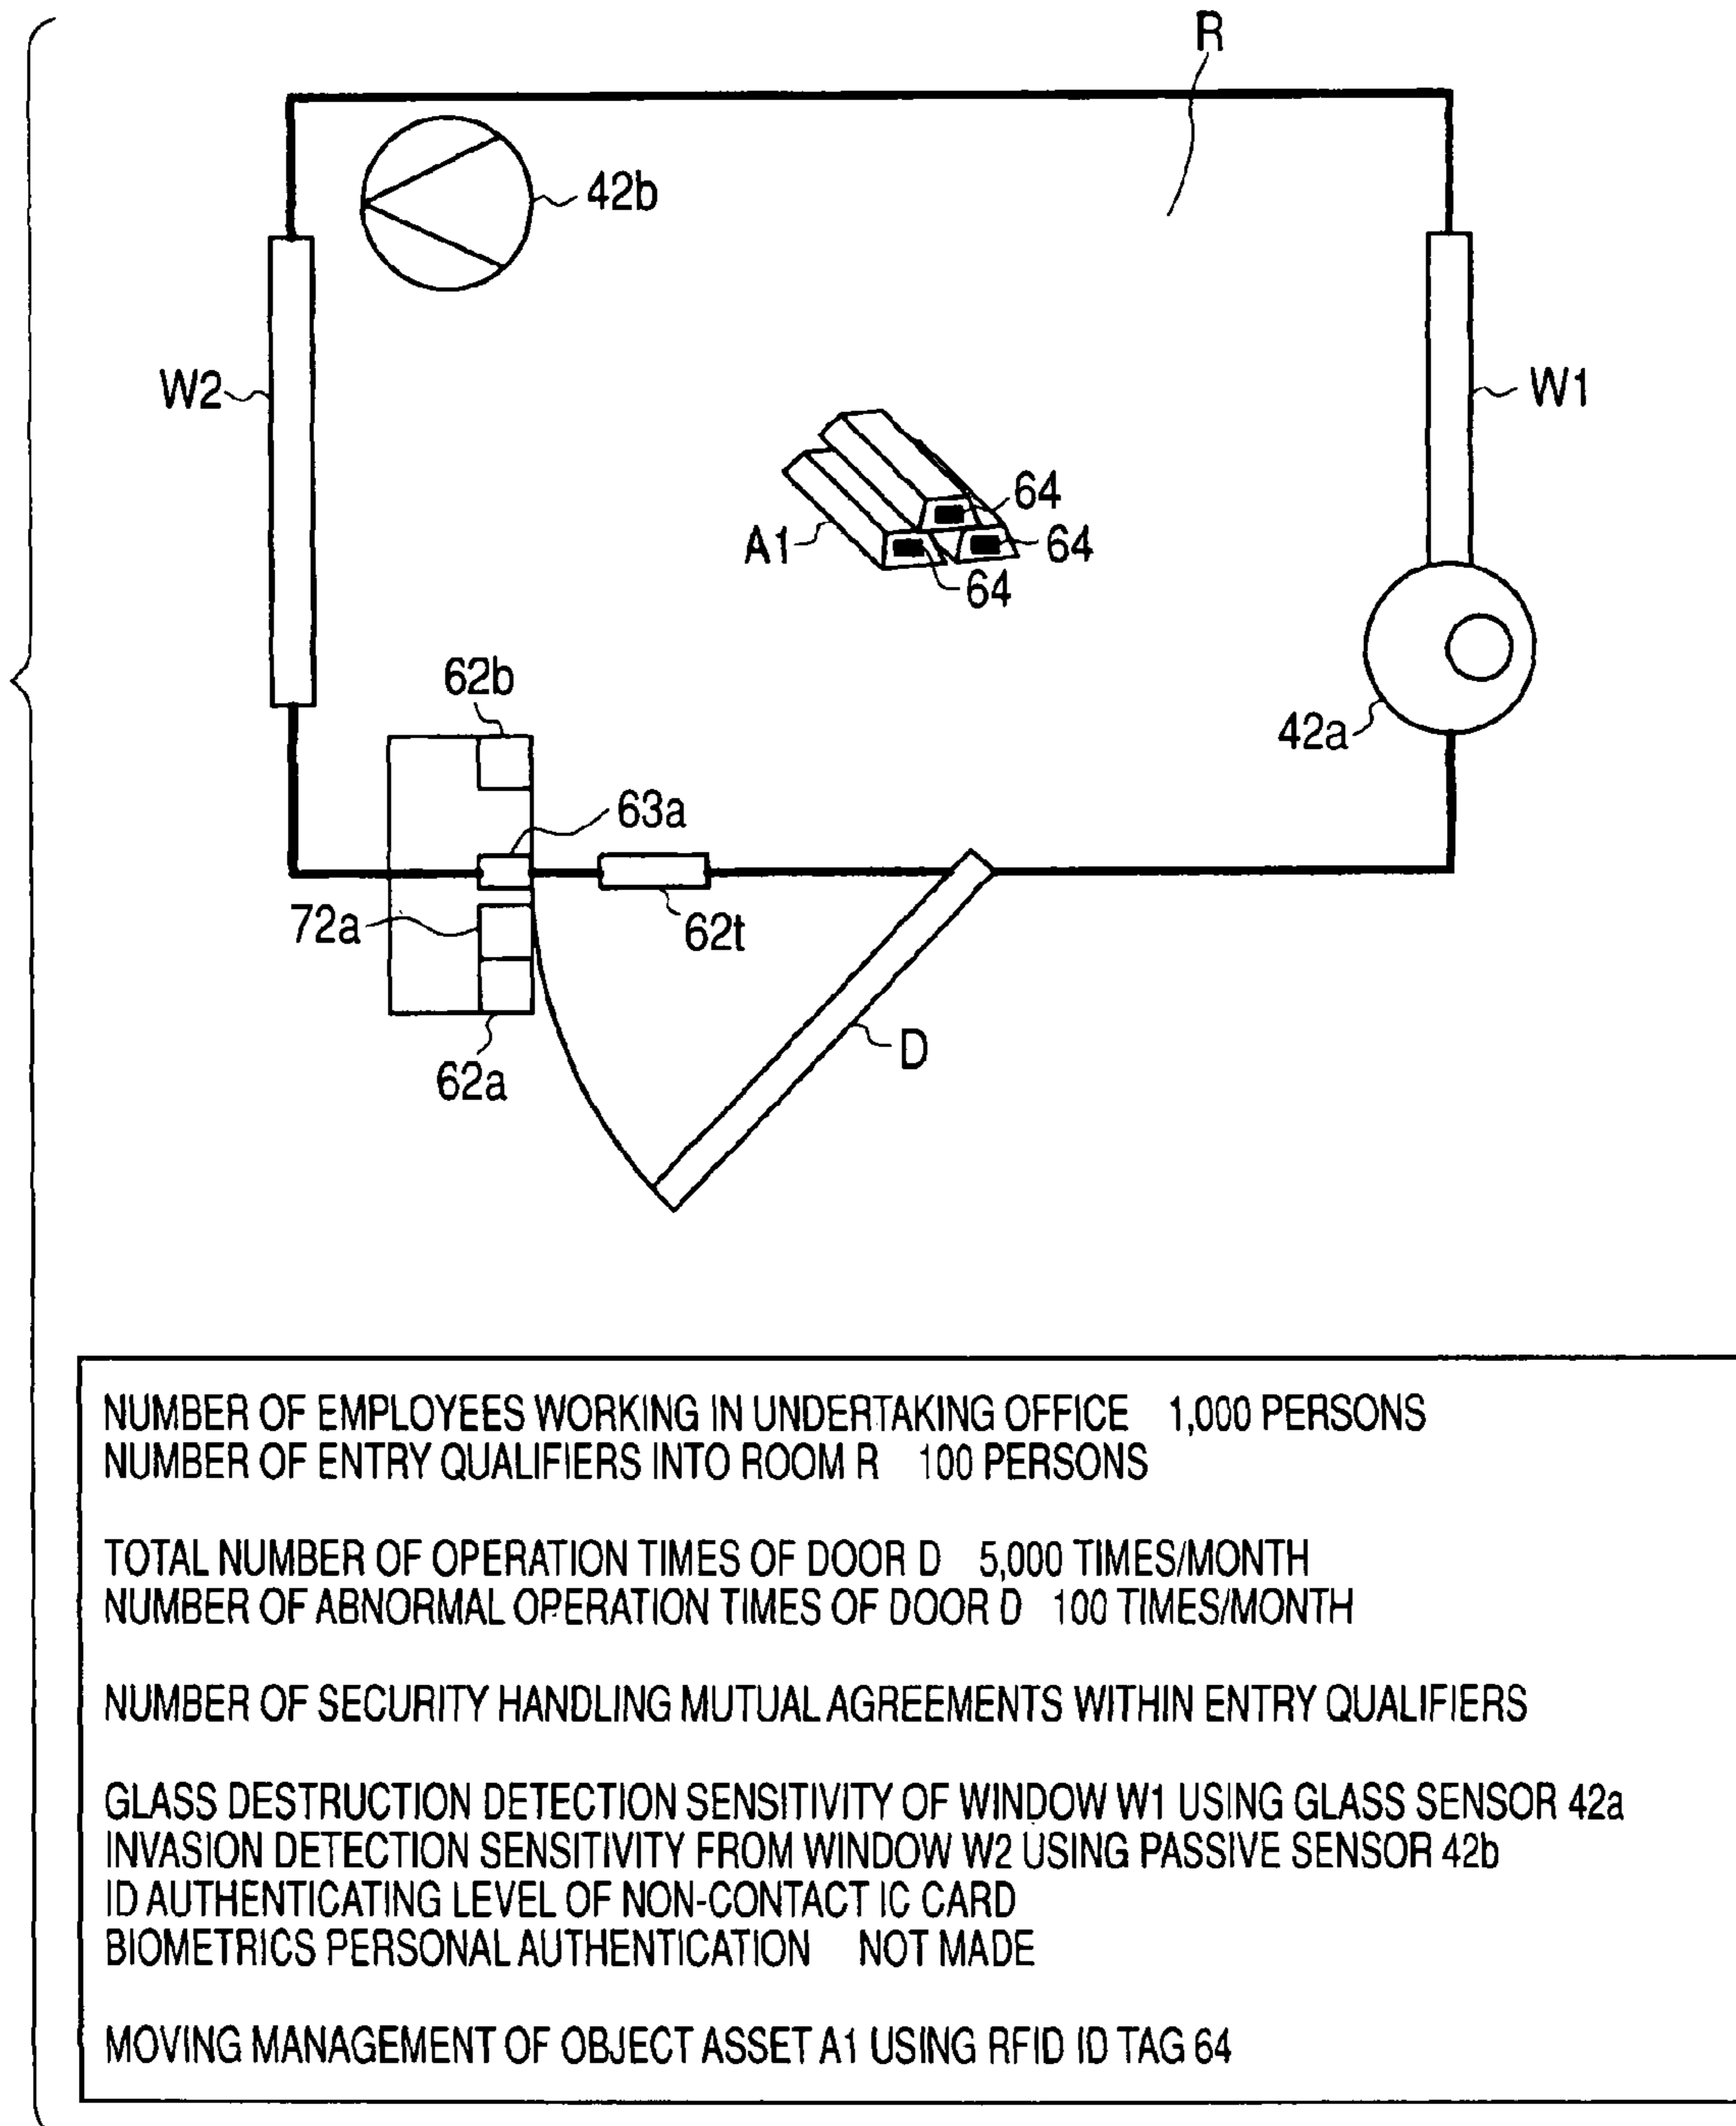 R
42b
W2
W1
64
A1
64
64
62b
42a
63a
72a
62t
D
62a
NUMBER OF EMPLOYEES WORKING IN UNDERTAKING OFFICE 1,000 PERSONS
NUMBER OF ENTRY QUALIFIERS INTO ROOM R 100 PERSONS
TOTAL NUMBER OF OPERATION TIMES OF DOOR D 5,000 TIMES/MONTH
NUMBER OF ABNORMAL OPERATION TIMES OF DOOR D 100 TIMES/MONTH
NUMBER OF SECURITY HANDLING MUTUAL AGREEMENTS WITHIN ENTRY QUALIFIERS
GLASS DESTRUCTION DETECTION SENSITIVITY OF WINDOW W1 USING GLASS SENSOR 42a
INVASION DETECTION SENSITIVITY FROM WINDOW W2 USING PASSIVE SENSOR 42b
ID AUTHENTICATING LEVEL OF NON-CONTACT IC CARD
BIOMETRICS PERSONAL AUTHENTICATION NOT MADE
MOVING MANAGEMENT OF OBJECT ASSET A1 USING RFID ID TAG 64